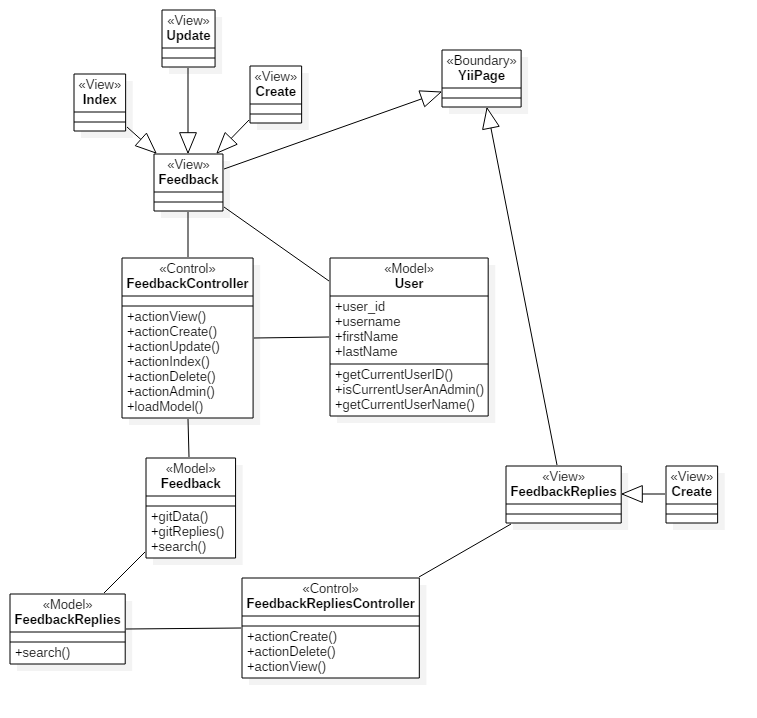 «View»
Update
«View»
Index
«View»
Create
«Boundary»
YiiPage
«View»
Feedback
«Control»
FeedbackController
+actionView()
+actionCreate()
+actionUpdate()
+actionIndex()
+actionDelete()
+actionAdmin()
+loadModel()
«Model»
User
+user_id
+username
+firstName
+lastName
+getCurrentUserID()
+isCurrentUserAnAdmin()
+getCurrentUserName()
«Model»
Feedback
+gitData()
+gitReplies()
+search()
«View»
FeedbackReplies
«View»
Create
«Model»
FeedbackReplies
+search()
«Control»
FeedbackRepliesController
+actionCreate()
+actionDelete()
+actionView()